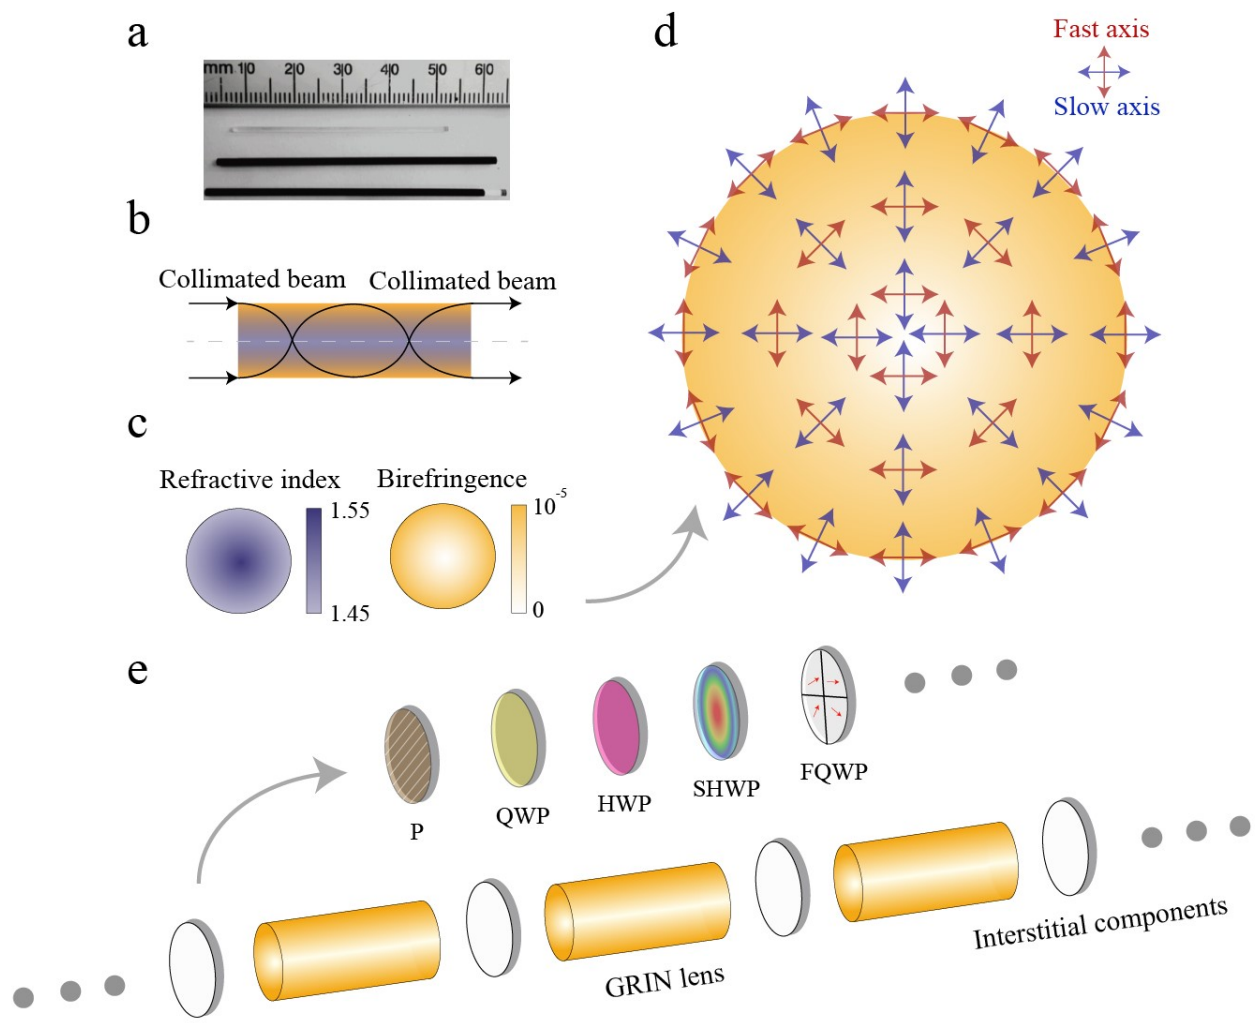 a
mm 10 20 30 40 50 60
b
Collimated beam
Collimated beam
c
Refractive index
1.55
1.45
Birefringence
10⁻⁵
0
d
Fast axis
Slow axis
e
P
QWP
HWP
SHWP
FQWP
GRIN lens
Interstitial components